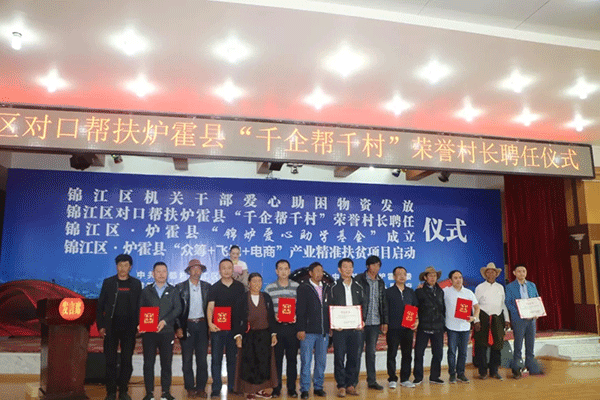 区对口帮扶炉霍县“千企帮千村”荣誉村长聘任仪式
锦江区机关干部爱心助困物资发放
锦江区对口帮扶炉霍县“千企帮千村”荣誉村长聘任
锦江区·炉霍县“锦炉爱心助学基金”成立
锦江区·炉霍县“众筹+飞地+电商”产业精准扶贫项目启动
仪式
中共
发言席